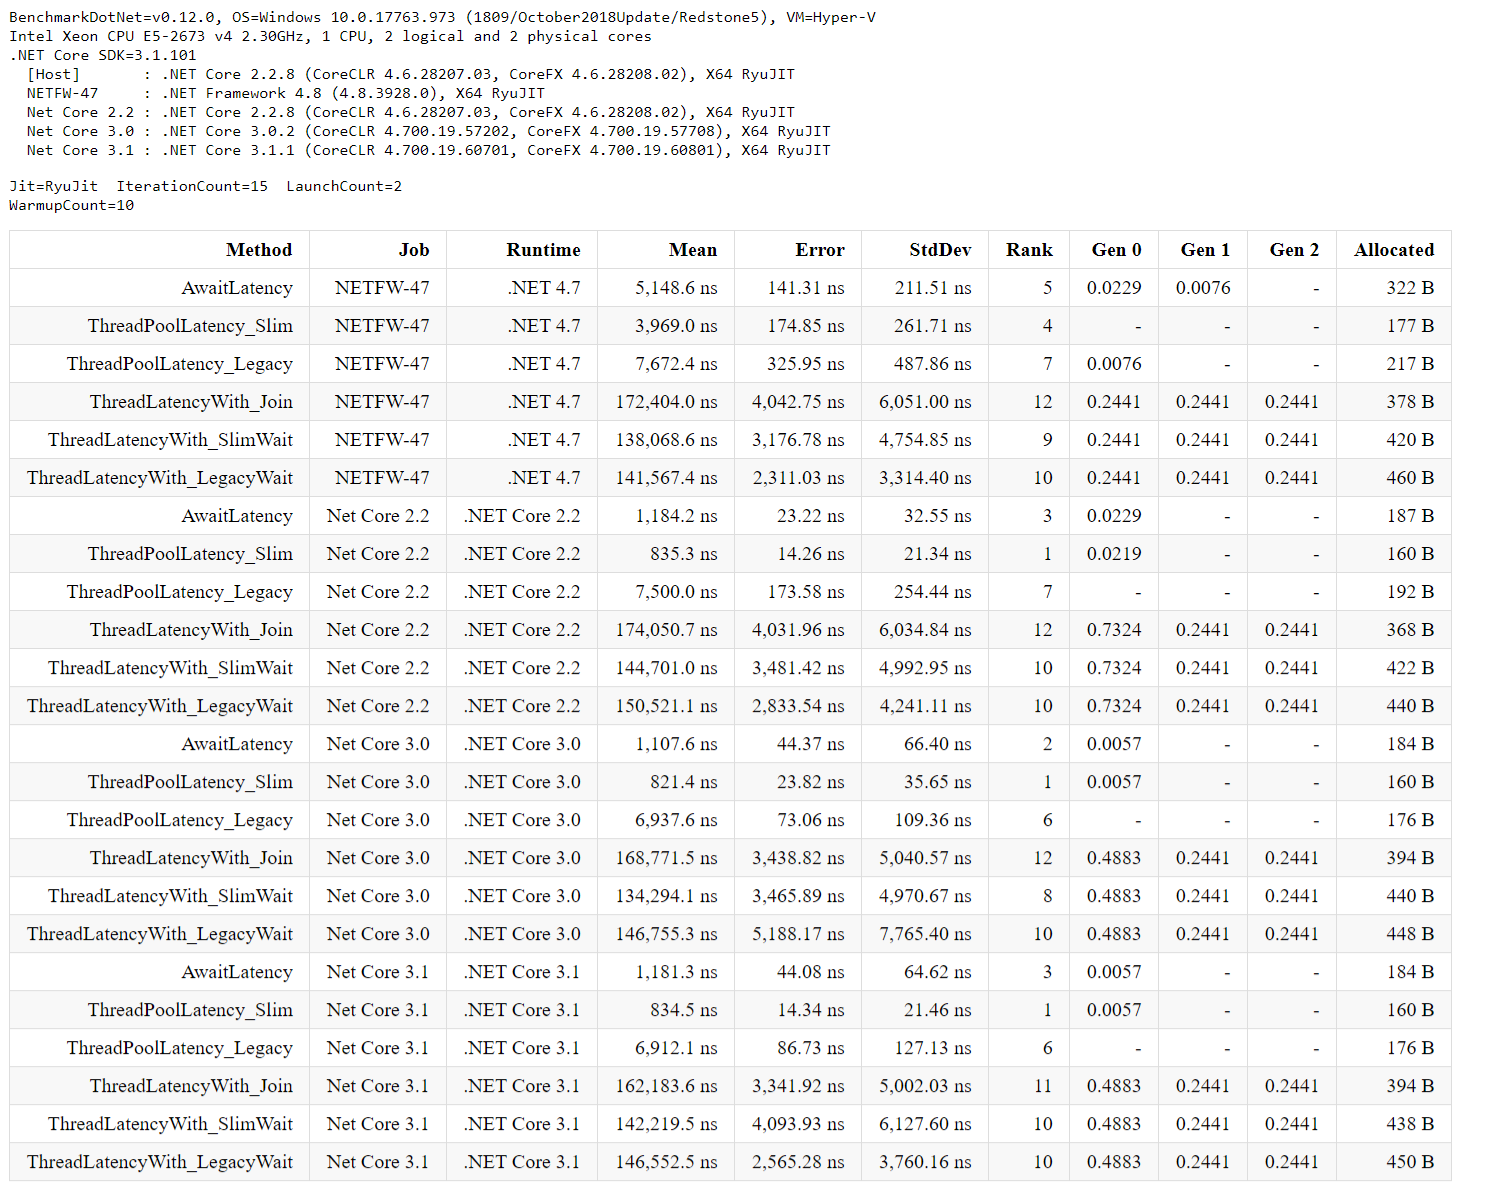 BenchmarkDotNet=v0.12.0, OS=Windows 10.0.17763.973 (1809/October2018Update/Redstone5), VM=Hyper-V
Intel Xeon CPU E5-2673 v4 2.30GHz, 1 CPU, 2 logical and 2 physical cores
.NET Core SDK=3.1.101
[Host] : .NET Core 2.2.8 (CoreCLR 4.6.28207.03, CoreFX 4.6.28208.02), X64 RyuJIT
NETFW-47 : .NET Framework 4.8 (4.8.3928.0), X64 RyuJIT
Net Core 2.2 : .NET Core 2.2.8 (CoreCLR 4.6.28207.03, CoreFX 4.6.28208.02), X64 RyuJIT
Net Core 3.0 : .NET Core 3.0.2 (CoreCLR 4.700.19.57202, CoreFX 4.700.19.57708), X64 RyuJIT
Net Core 3.1 : .NET Core 3.1.1 (CoreCLR 4.700.19.60701, CoreFX 4.700.19.60801), X64 RyuJIT
Jit=RyuJit IterationCount=15 LaunchCount=2
WarmupCount=10
Method Job Runtime Mean Error StdDev Rank Gen 0 Gen 1 Gen 2 Allocated
AwaitLatency NETFW-47 .NET 4.7 5,148.6 ns 141.31 ns 211.51 ns 5 0.0229 0.0076 - 322 B
ThreadPoolLatency_Slim NETFW-47 .NET 4.7 3,969.0 ns 174.85 ns 261.71 ns 4 - - - 177 B
ThreadPoolLatency_Legacy NETFW-47 .NET 4.7 7,672.4 ns 325.95 ns 487.86 ns 7 0.0076 - - 217 B
ThreadLatencyWith_Join NETFW-47 .NET 4.7 172,404.0 ns 4,042.75 ns 6,051.00 ns 12 0.2441 0.2441 0.2441 378 B
ThreadLatencyWith_SlimWait NETFW-47 .NET 4.7 138,068.6 ns 3,176.78 ns 4,754.85 ns 9 0.2441 0.2441 0.2441 420 B
ThreadLatencyWith_LegacyWait NETFW-47 .NET 4.7 141,567.4 ns 2,311.03 ns 3,314.40 ns 10 0.2441 0.2441 0.2441 460 B
AwaitLatency Net Core 2.2 .NET Core 2.2 1,184.2 ns 23.22 ns 32.55 ns 3 0.0229 - - 187 B
ThreadPoolLatency_Slim Net Core 2.2 .NET Core 2.2 835.3 ns 14.26 ns 21.34 ns 1 0.0219 - - 160 B
ThreadPoolLatency_Legacy Net Core 2.2 .NET Core 2.2 7,500.0 ns 173.58 ns 254.44 ns 7 - - - 192 B
ThreadLatencyWith_Join Net Core 2.2 .NET Core 2.2 174,050.7 ns 4,031.96 ns 6,034.84 ns 12 0.7324 0.2441 0.2441 368 B
ThreadLatencyWith_SlimWait Net Core 2.2 .NET Core 2.2 144,701.0 ns 3,481.42 ns 4,992.95 ns 10 0.7324 0.2441 0.2441 422 B
ThreadLatencyWith_LegacyWait Net Core 2.2 .NET Core 2.2 150,521.1 ns 2,833.54 ns 4,241.11 ns 10 0.7324 0.2441 0.2441 440 B
AwaitLatency Net Core 3.0 .NET Core 3.0 1,107.6 ns 44.37 ns 66.40 ns 2 0.0057 - - 184 B
ThreadPoolLatency_Slim Net Core 3.0 .NET Core 3.0 821.4 ns 23.82 ns 35.65 ns 1 0.0057 - - 160 B
ThreadPoolLatency_Legacy Net Core 3.0 .NET Core 3.0 6,937.6 ns 73.06 ns 109.36 ns 6 - - - 176 B
ThreadLatencyWith_Join Net Core 3.0 .NET Core 3.0 168,771.5 ns 3,438.82 ns 5,040.57 ns 12 0.4883 0.2441 0.2441 394 B
ThreadLatencyWith_SlimWait Net Core 3.0 .NET Core 3.0 134,294.1 ns 3,465.89 ns 4,970.67 ns 8 0.4883 0.2441 0.2441 440 B
ThreadLatencyWith_LegacyWait Net Core 3.0 .NET Core 3.0 146,755.3 ns 5,188.17 ns 7,765.40 ns 10 0.4883 0.2441 0.2441 448 B
AwaitLatency Net Core 3.1 .NET Core 3.1 1,181.3 ns 44.08 ns 64.62 ns 3 0.0057 - - 184 B
ThreadPoolLatency_Slim Net Core 3.1 .NET Core 3.1 834.5 ns 14.34 ns 21.46 ns 1 0.0057 - - 160 B
ThreadPoolLatency_Legacy Net Core 3.1 .NET Core 3.1 6,912.1 ns 86.73 ns 127.13 ns 6 - - - 176 B
ThreadLatencyWith_Join Net Core 3.1 .NET Core 3.1 162,183.6 ns 3,341.92 ns 5,002.03 ns 11 0.4883 0.2441 0.2441 394 B
ThreadLatencyWith_SlimWait Net Core 3.1 .NET Core 3.1 142,219.5 ns 4,093.93 ns 6,127.60 ns 10 0.4883 0.2441 0.2441 438 B
ThreadLatencyWith_LegacyWait Net Core 3.1 .NET Core 3.1 146,552.5 ns 2,565.28 ns 3,760.16 ns 10 0.4883 0.2441 0.2441 450 B